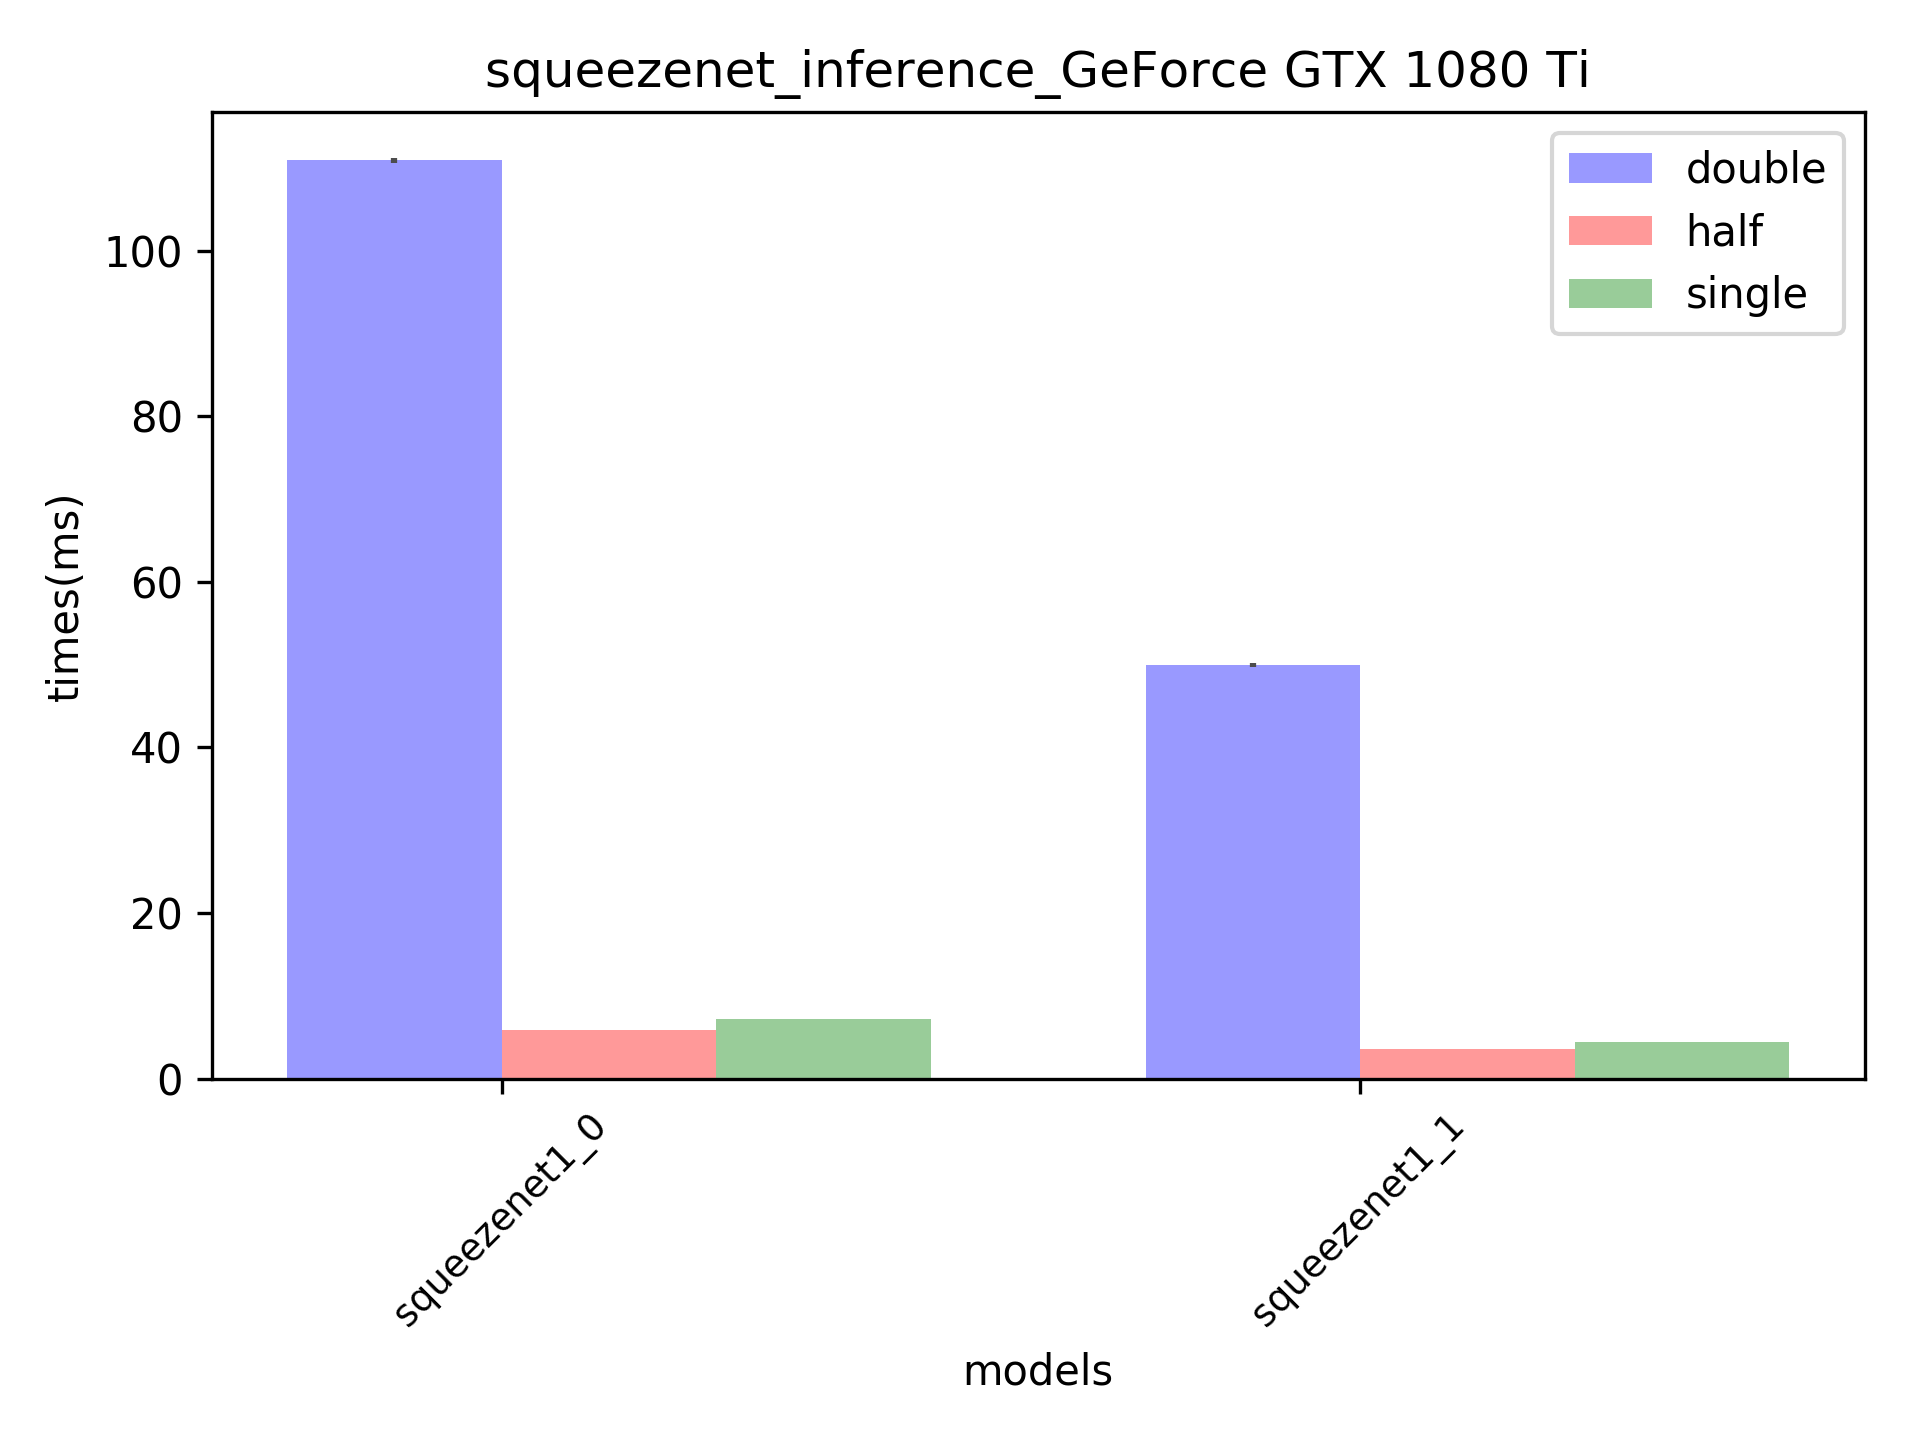 squeezenet_inference_GeForce GTX 1080 Ti
double
half
single
times(ms)
100
80
60
40
20
0
squeezenet1_0
squeezenet1_1
models